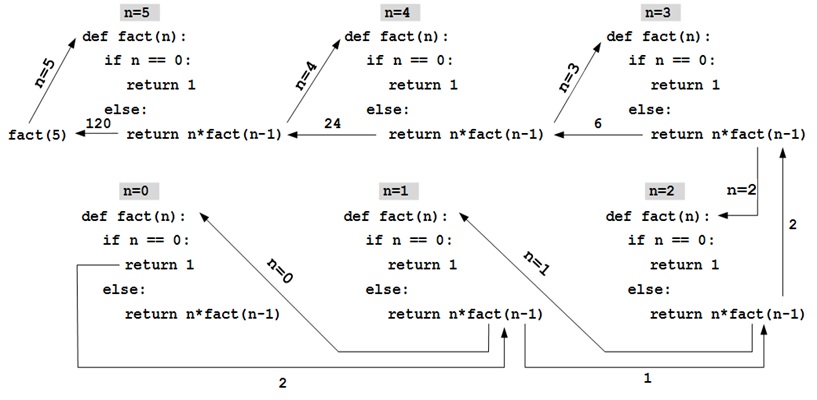 n=5
def fact(n):
if n == 0:
return 1
else:
return n*fact(n-1)
n=5
fact(5)
120
n=4
def fact(n):
if n == 0:
return 1
else:
return n*fact(n-1)
n=4
24
n=3
def fact(n):
if n == 0:
return 1
else:
return n*fact(n-1)
n=3
6
n=0
def fact(n):
if n == 0:
return 1
else:
return n*fact(n-1)
n=0
2
n=1
def fact(n):
if n == 0:
return 1
else:
return n*fact(n-1)
n=1
1
n=2
def fact(n):
if n == 0:
return 1
else:
return n*fact(n-1)
n=2
2